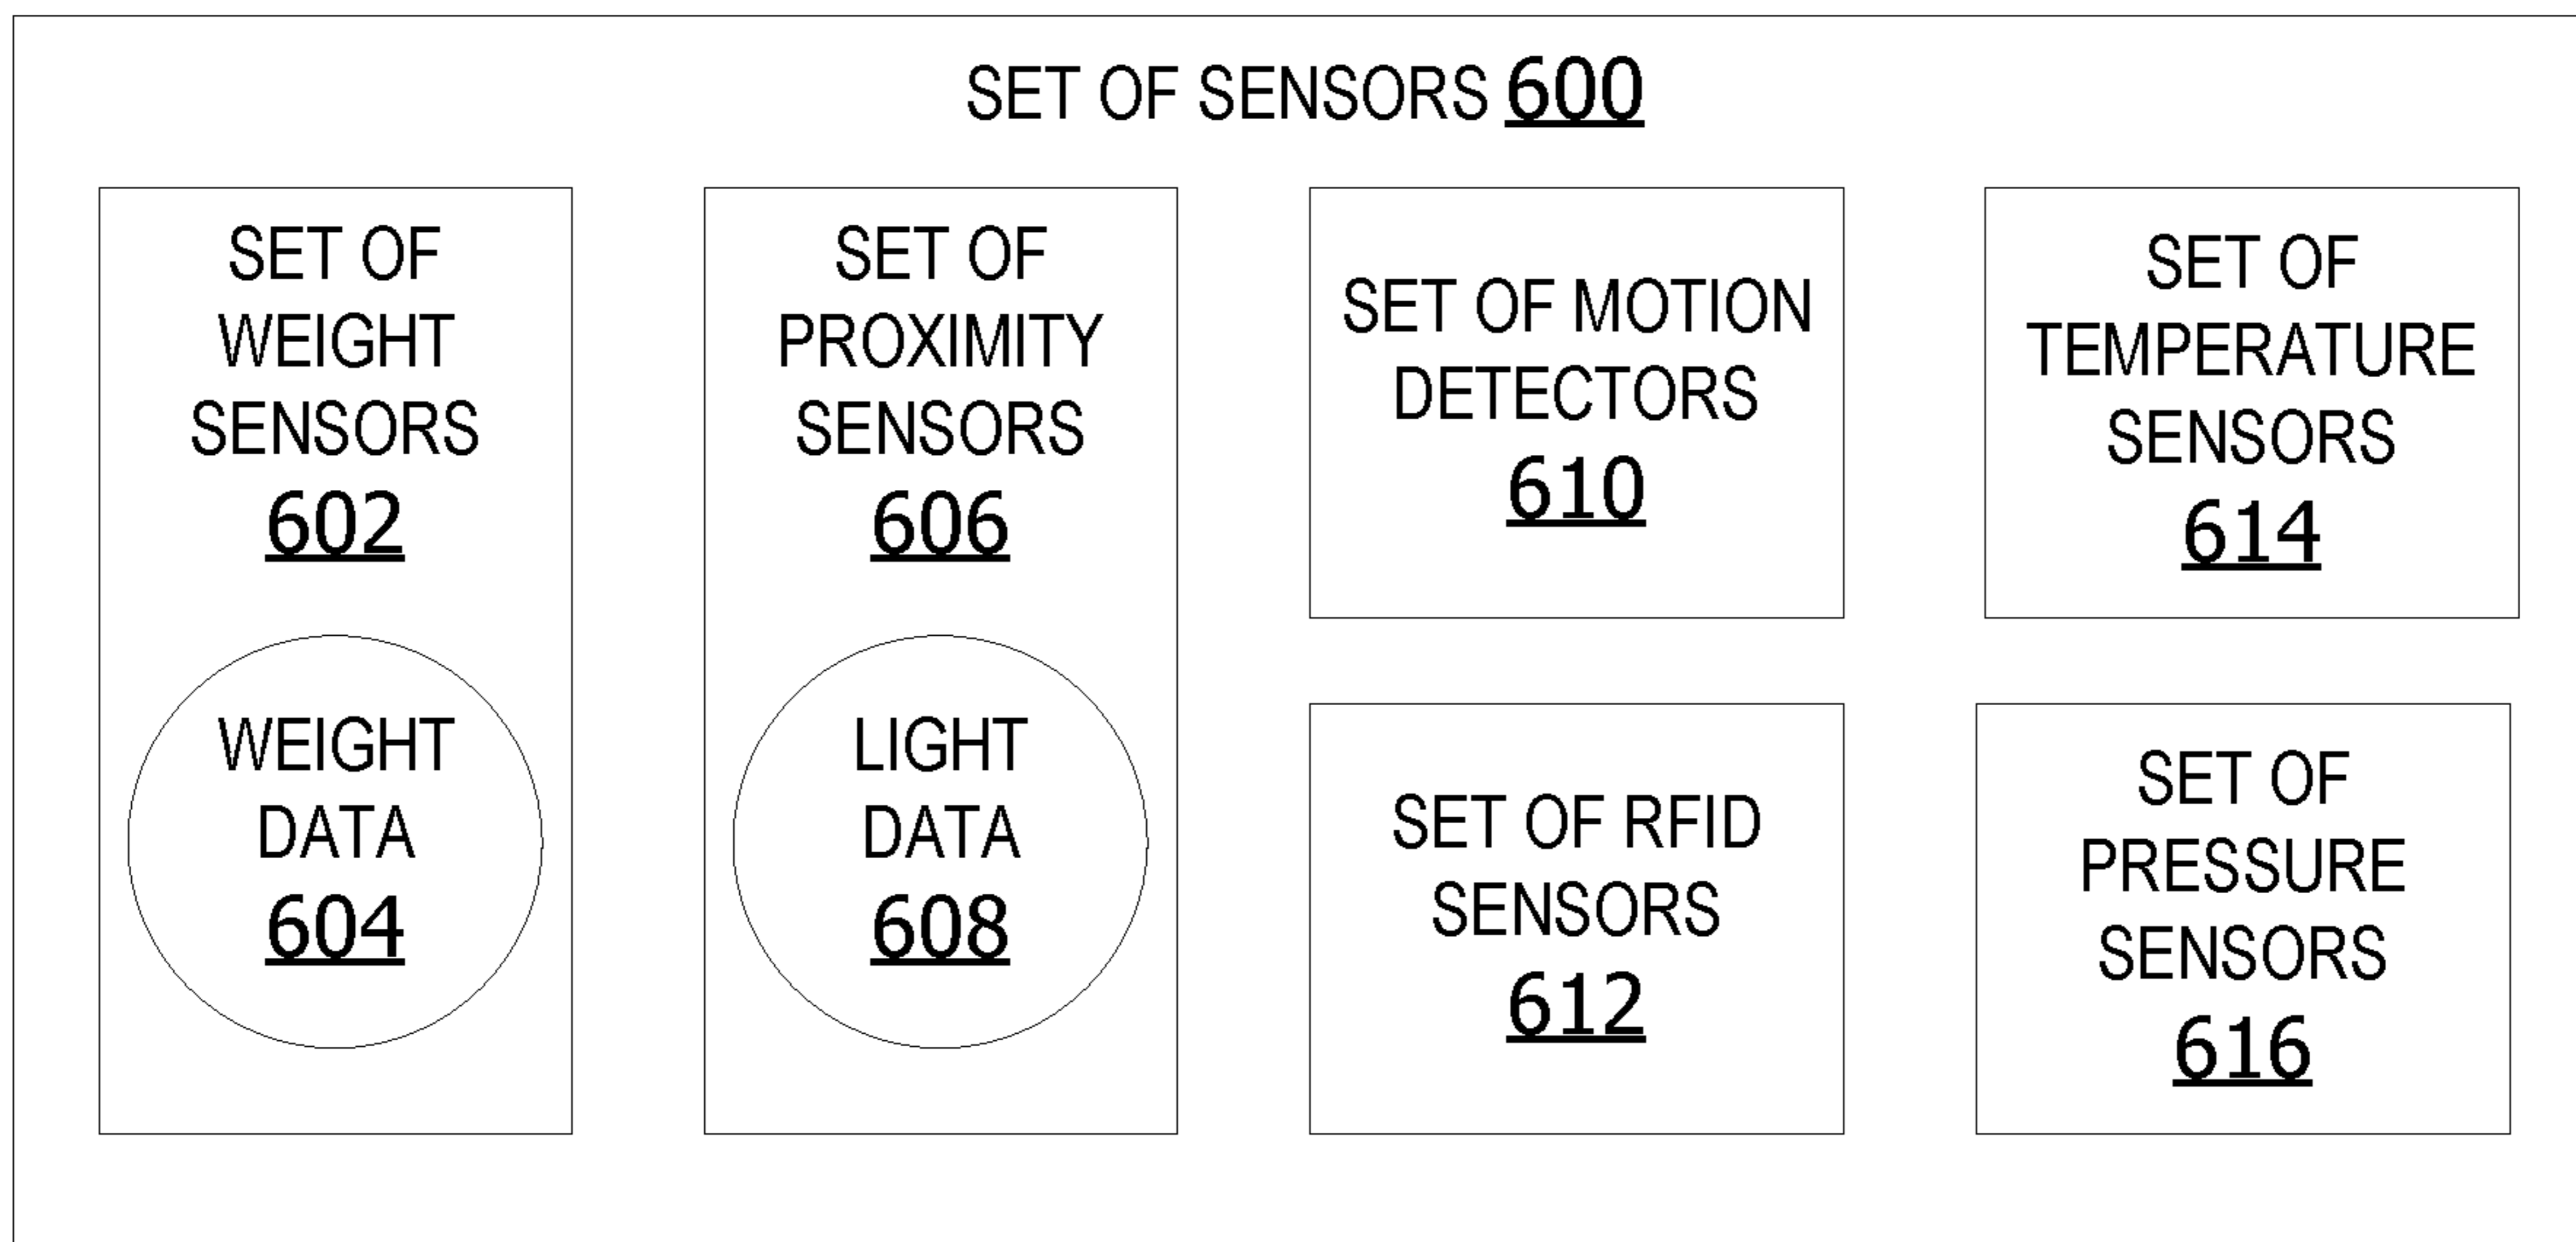 SET OF SENSORS 600
SET OF
WEIGHT
SENSORS
602
WEIGHT
DATA
604
SET OF
PROXIMITY
SENSORS
606
LIGHT
DATA
608
SET OF MOTION
DETECTORS
610
SET OF RFID
SENSORS
612
SET OF
TEMPERATURE
SENSORS
614
SET OF
PRESSURE
SENSORS
616